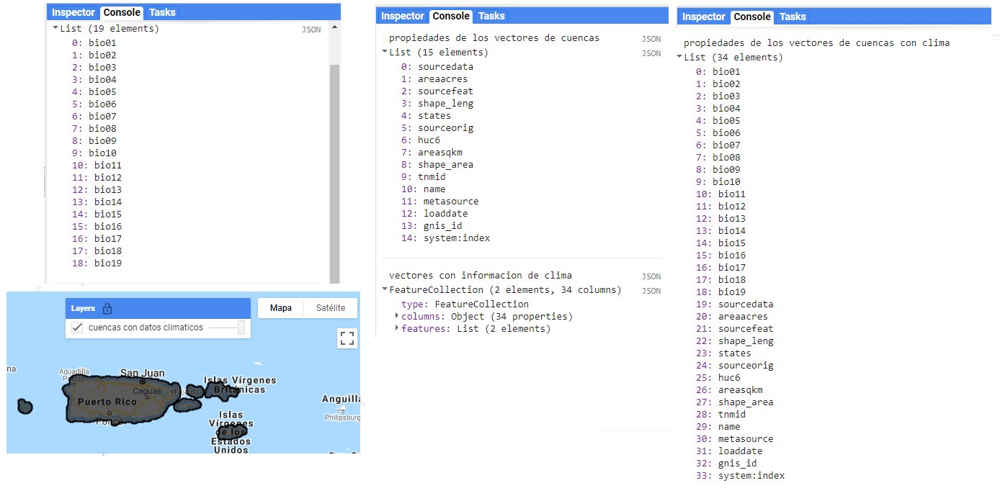 Inspector Console Tasks
List (19 elements) JSON
0: bio01
1: bio02
2: bio03
3: bio04
4: bio05
5: bio06
6: bio07
7: bio08
8: bio09
9: bio10
10: bio11
11: bio12
12: bio13
13: bio14
14: bio15
15: bio16
16: bio17
17: bio18
18: bio19
Layers
cuencas con datos climaticos
Mapa Satélite
na
Aguadilla
Pueblo
San Juan
Caguas
Fajardo
Puerto Rico
Ponce
Islas Vírgenes
Británicas
Anguilla
Philipsburg
Islas
Vírgenes
de los
Estados
Unidos
Inspector Console Tasks
propiedades de los vectores de cuencas JSON
List (15 elements) JSON
0: sourcedata
1: areaacres
2: sourcefeat
3: shape_leng
4: states
5: sourceorig
6: huc6
7: areasqkm
8: shape_area
9: tnmid
10: name
11: metasource
12: loaddate
13: gnis_id
14: system:index
vectores con informacion de clima JSON
FeatureCollection (2 elements, 34 columns) JSON
type: FeatureCollection
columns: Object (34 properties)
features: List (2 elements)
Inspector Console Tasks
propiedades de los vectores de cuencas con clima
List (34 elements)
0: bio01
1: bio02
2: bio03
3: bio04
4: bio05
5: bio06
6: bio07
7: bio08
8: bio09
9: bio10
10: bio11
11: bio12
12: bio13
13: bio14
14: bio15
15: bio16
16: bio17
17: bio18
18: bio19
19: sourcedata
20: areaacres
21: sourcefeat
22: shape_leng
23: states
24: sourceorig
25: huc6
26: areasqkm
27: shape_area
28: tnmid
29: name
30: metasource
31: loaddate
32: gnis_id
33: system:index